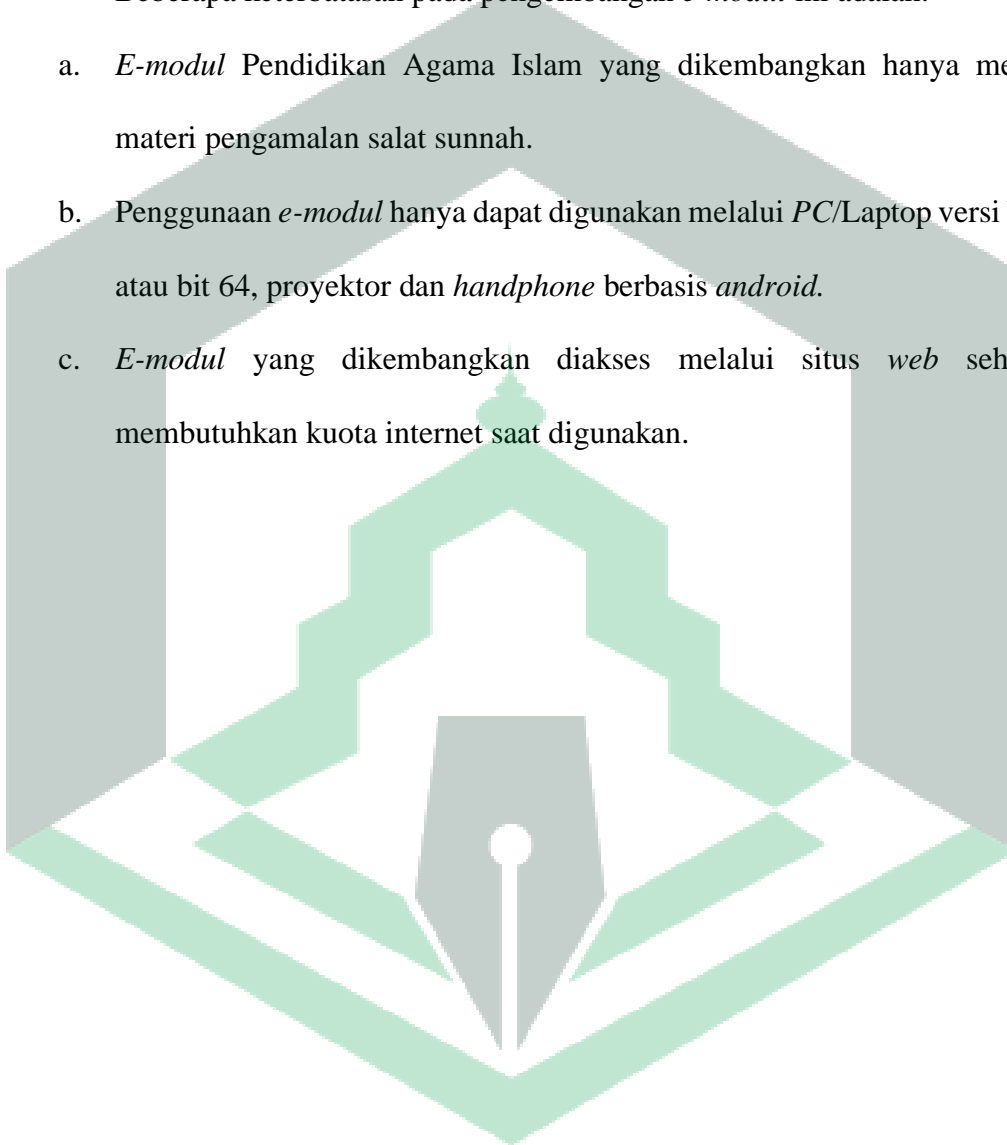 Beberapa keterbatasan pada pengembangan e-modul ini adalah:
a. E-modul Pendidikan Agama Islam yang dikembangkan hanya me
materi pengamalan salat sunnah.
b. Penggunaan e-modul hanya dapat digunakan melalui PC/Laptop versi
atau bit 64, proyektor dan handphone berbasis android.
c. E-modul yang dikembangkan diakses melalui situs web seh
membutuhkan kuota internet saat digunakan.